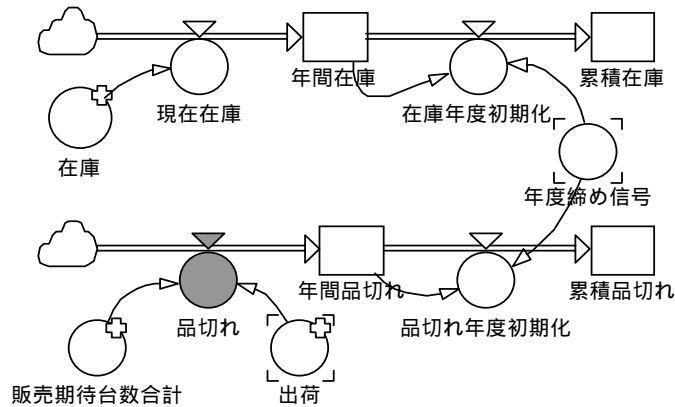 年間在庫
累積在庫
現在在庫
在庫年度初期化
在庫
年度締め信号
年間品切れ
累積品切れ
品切れ
品切れ年度初期化
販売期待台数合計
出荷